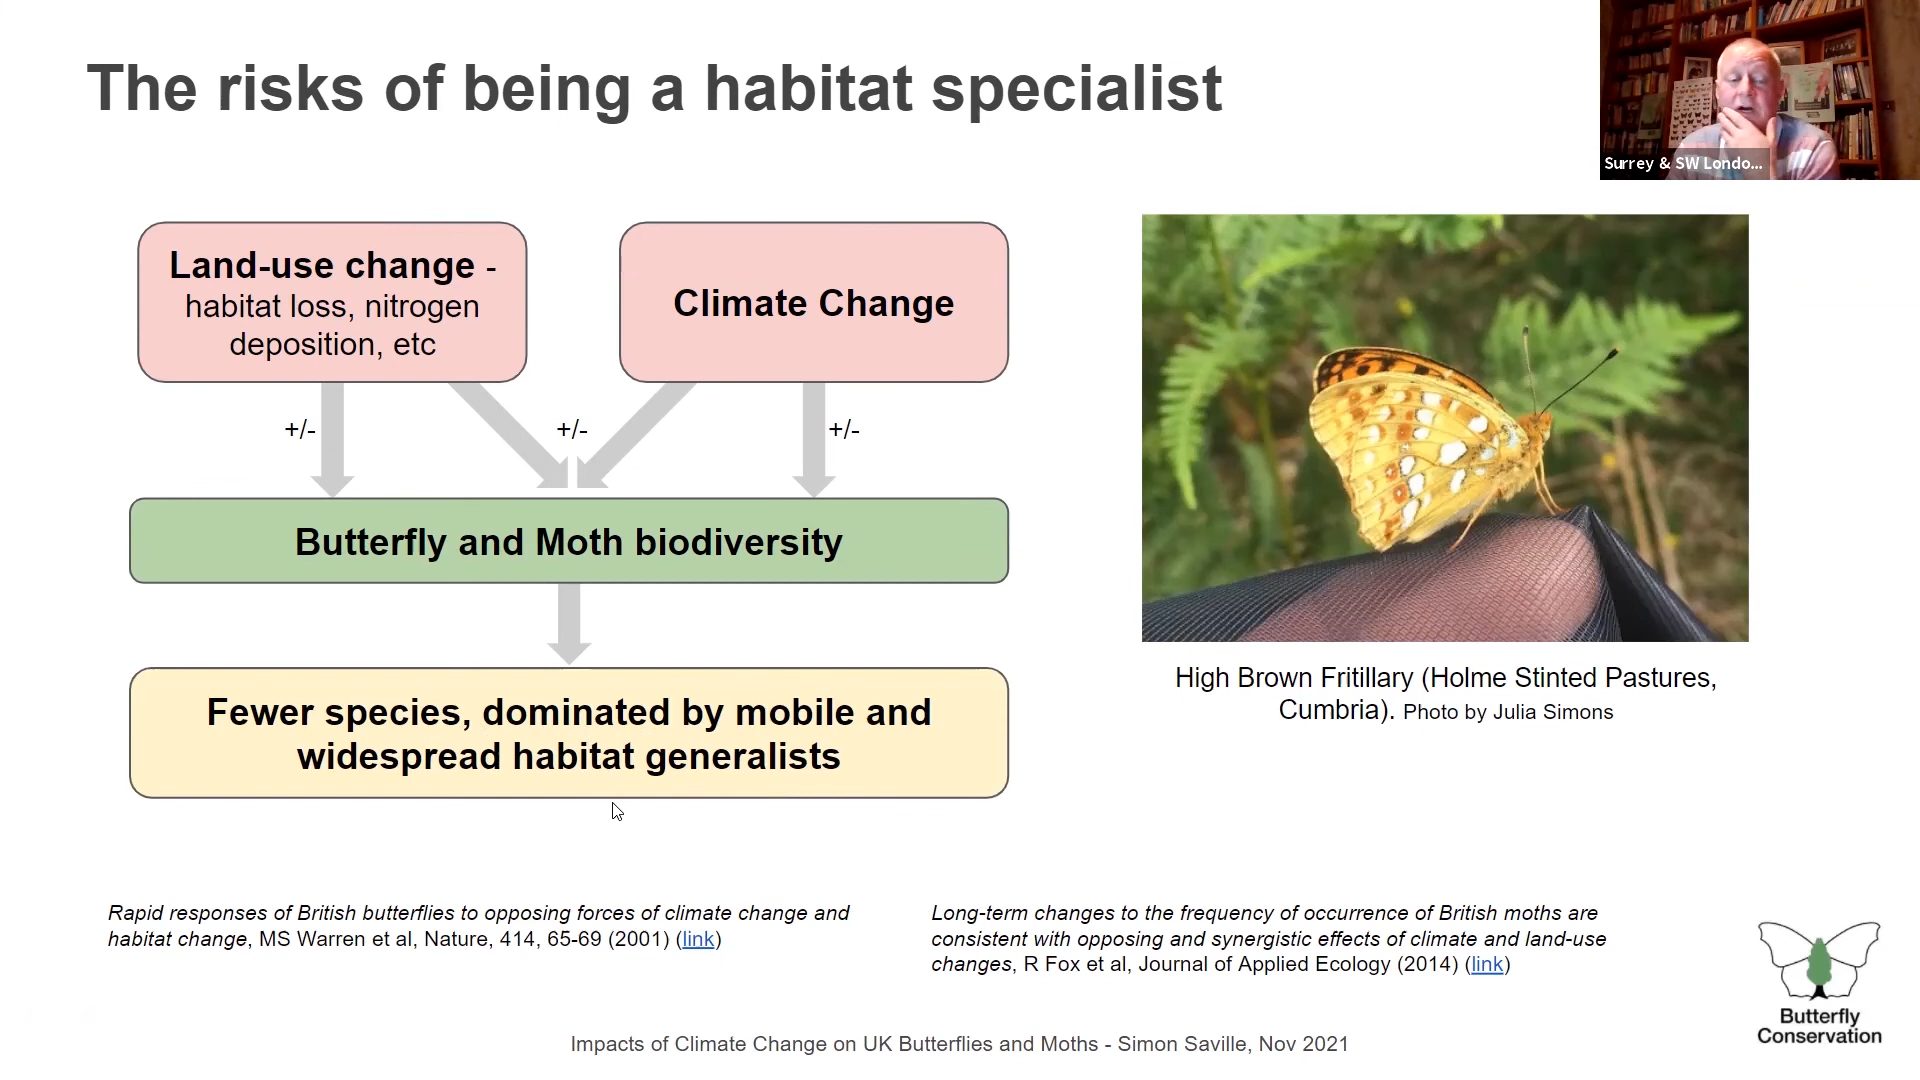 The risks of being a habitat specialist
Surrey & SW Londo...
Land-use change -
habitat loss, nitrogen
deposition, etc
Climate Change
+/-
+/-
+/-
Butterfly and Moth biodiversity
Fewer species, dominated by mobile and
widespread habitat generalists
High Brown Fritillary (Holme Stinted Pastures,
Cumbria). Photo by Julia Simons
Rapid responses of British butterflies to opposing forces of climate change and
habitat change, MS Warren et al, Nature, 414, 65-69 (2001) (link)
Long-term changes to the frequency of occurrence of British moths are
consistent with opposing and synergistic effects of climate and land-use
changes, R Fox et al, Journal of Applied Ecology (2014) (link)
Butterfly
Conservation
Impacts of Climate Change on UK Butterflies and Moths - Simon Saville, Nov 2021